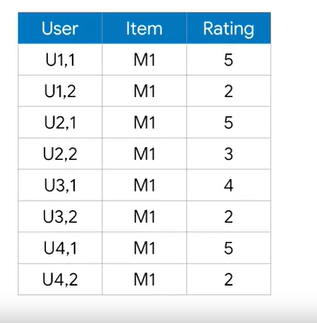 User Item Rating
U1,1 M1 5
U1,2 M1 2
U2,1 M1 5
U2,2 M1 3
U3,1 M1 4
U3,2 M1 2
U4,1 M1 5
U4,2 M1 2